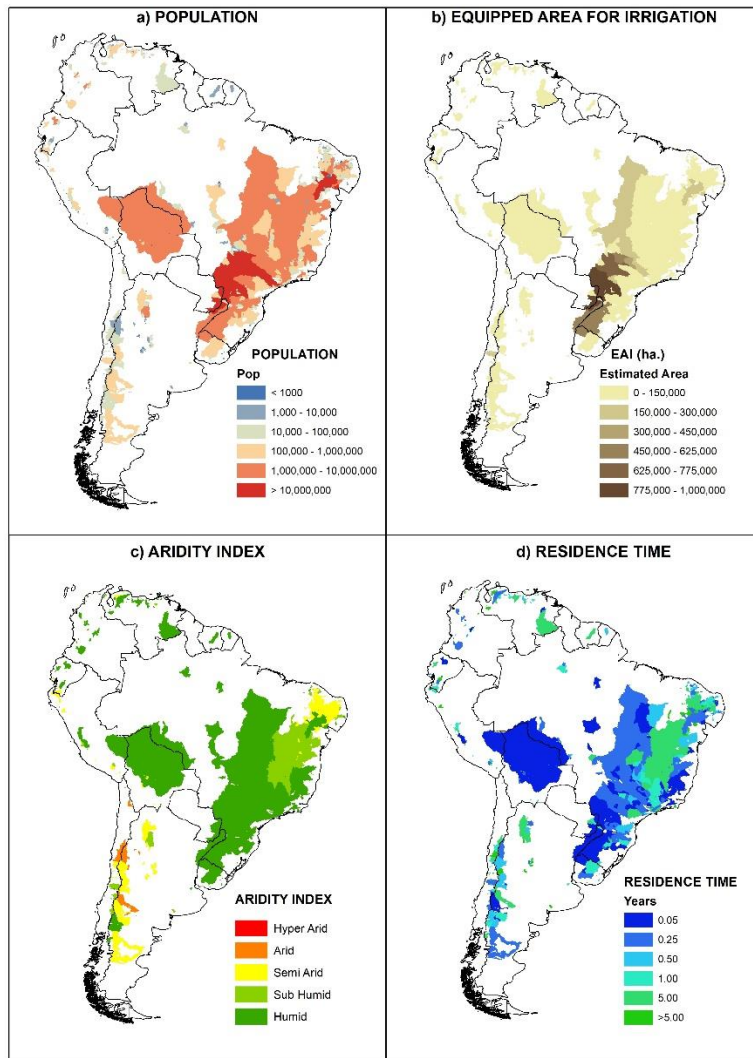 a) POPULATION
POPULATION
Pop
< 1000
1,000 - 10,000
10,000 - 100,000
100,000 - 1,000,000
1,000,000 - 10,000,000
> 10,000,000
b) EQUIPPED AREA FOR IRRIGATION
EAI (ha.)
Estimated Area
0 - 150,000
150,000 - 300,000
300,000 - 450,000
450,000 - 625,000
625,000 - 775,000
775,000 - 1,000,000
c) ARIDITY INDEX
ARIDITY INDEX
Hyper Arid
Arid
Semi Arid
Sub Humid
Humid
d) RESIDENCE TIME
RESIDENCE TIME
Years
0.05
0.25
0.50
1.00
5.00
>5.00